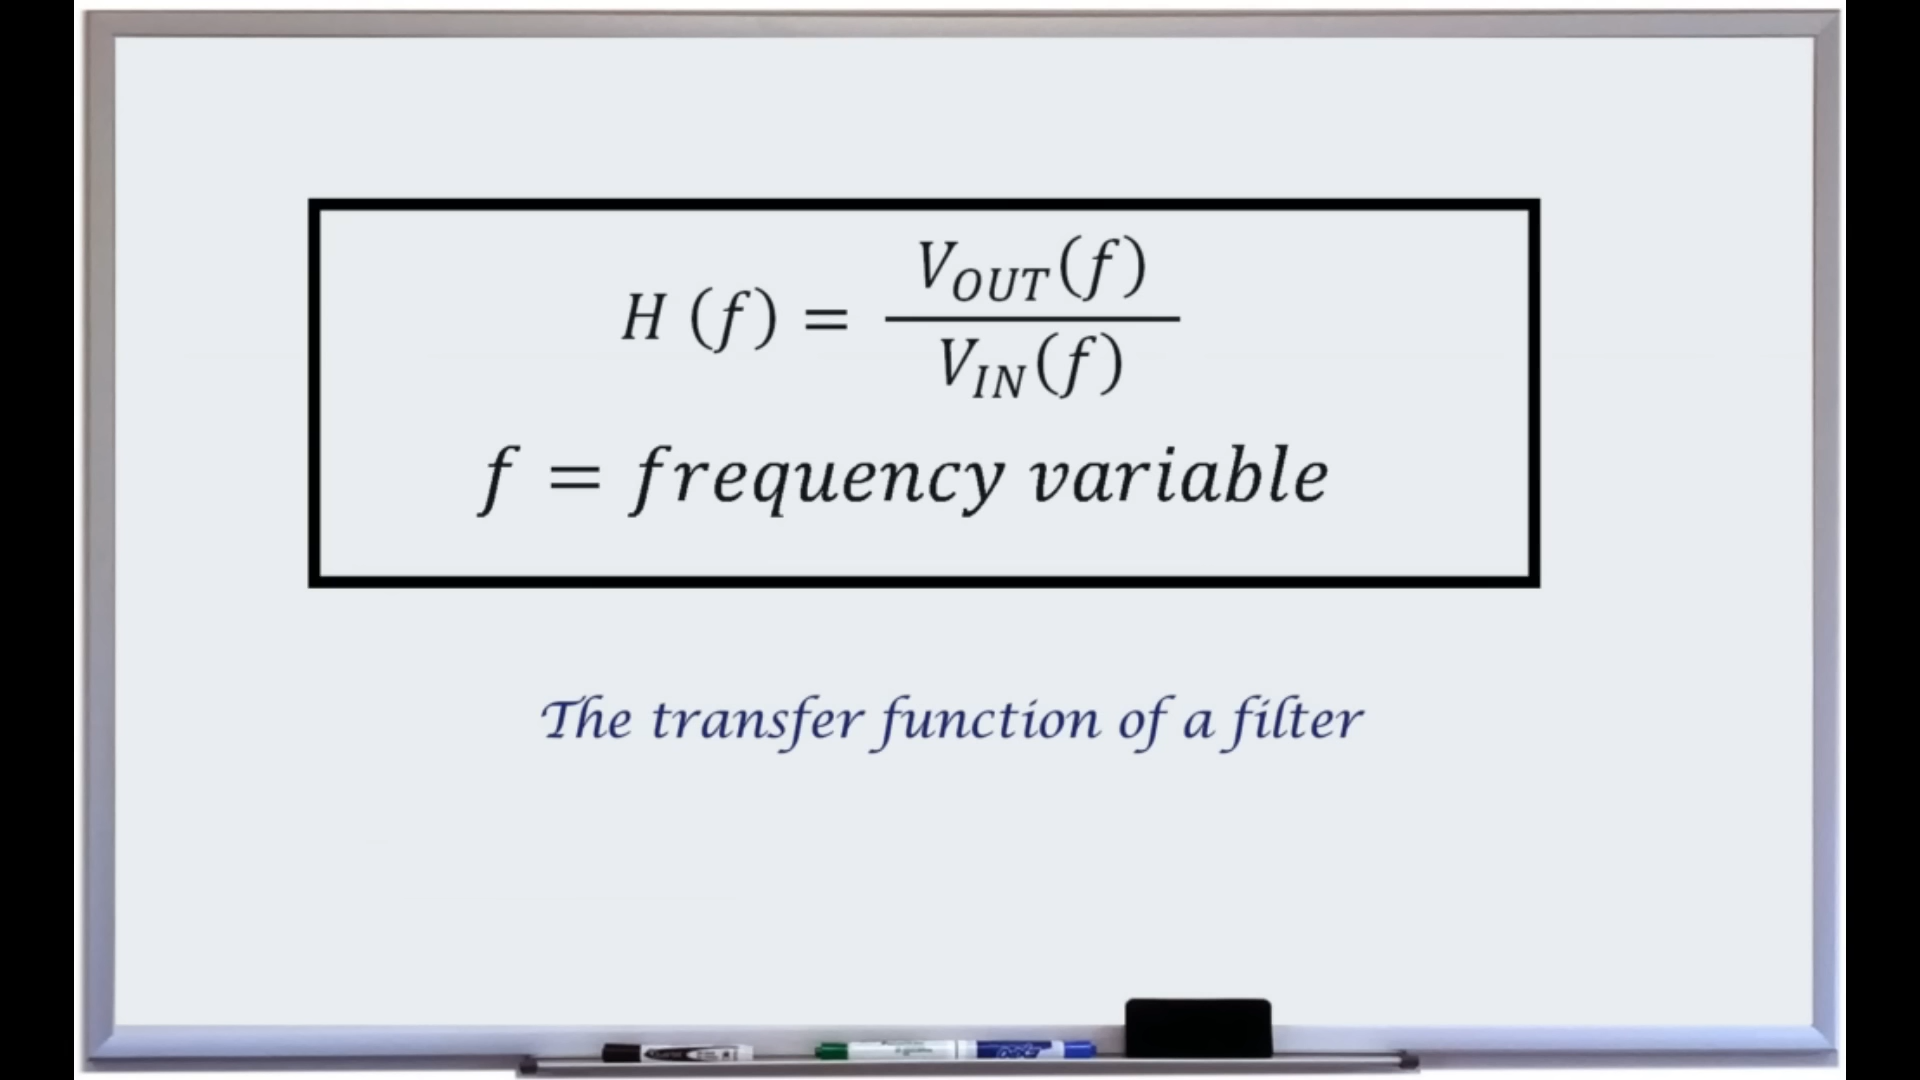 H (f) = V_OUT(f) / V_IN(f)
f = frequency variable
The transfer function of a filter